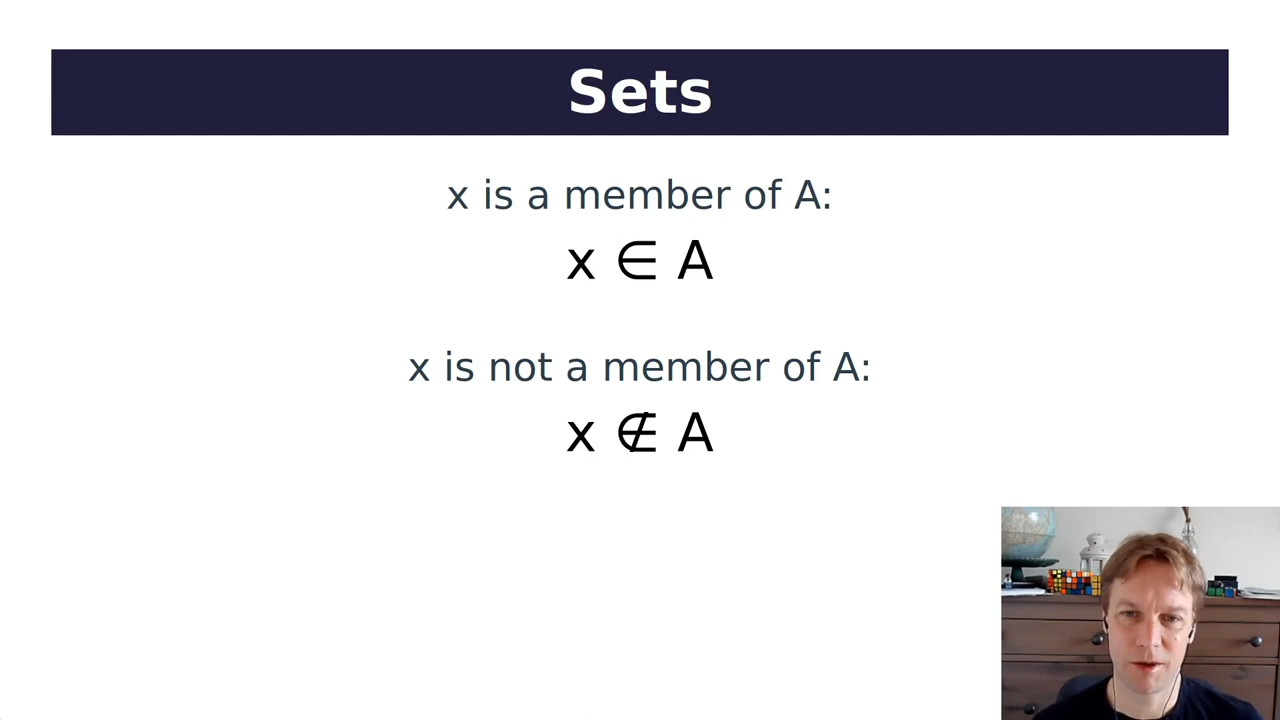 Sets
x is a member of A:
x ∈ A
x is not a member of A:
x ∉ A